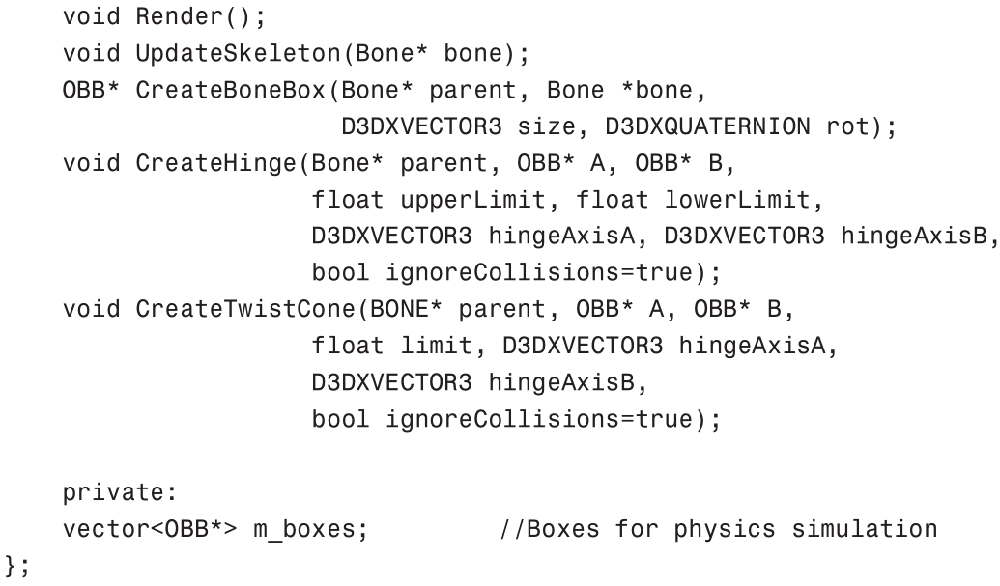 void Render();
void UpdateSkeleton(Bone* bone);
OBB* CreateBoneBox(Bone* parent, Bone *bone,
D3DXVECTOR3 size, D3DXQUATERNION rot);
void CreateHinge(Bone* parent, OBB* A, OBB* B,
float upperLimit, float lowerLimit,
D3DXVECTOR3 hingeAxisA, D3DXVECTOR3 hingeAxisB,
bool ignoreCollisions=true);
void CreateTwistCone(BONE* parent, OBB* A, OBB* B,
float limit, D3DXVECTOR3 hingeAxisA,
D3DXVECTOR3 hingeAxisB,
bool ignoreCollisions=true);
private:
vector<OBB*> m_boxes; //Boxes for physics simulation
};